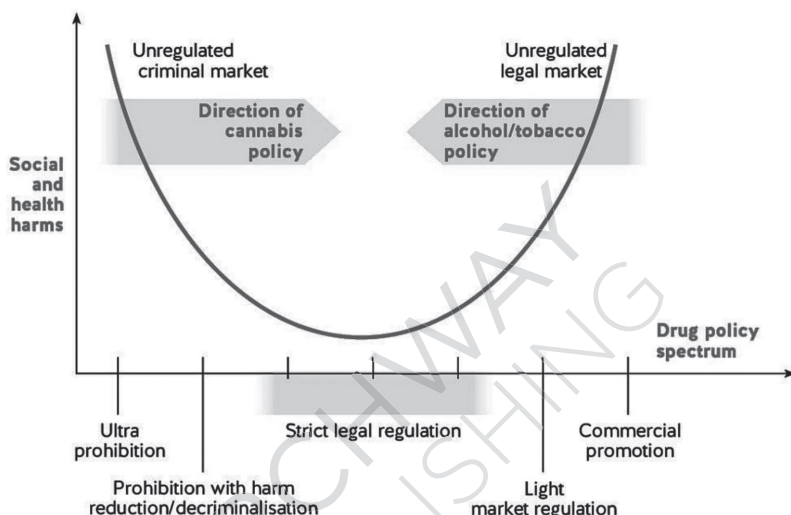 Unregulated
criminal market
Unregulated
legal market
Direction of
cannabis
policy
Direction of
alcohol/tobacco
policy
Social
and
health
harms
Drug policy
spectrum
Ultra
prohibition
Strict legal regulation
Commercial
promotion
Prohibition with harm
reduction/decriminalisation
Light
market regulation